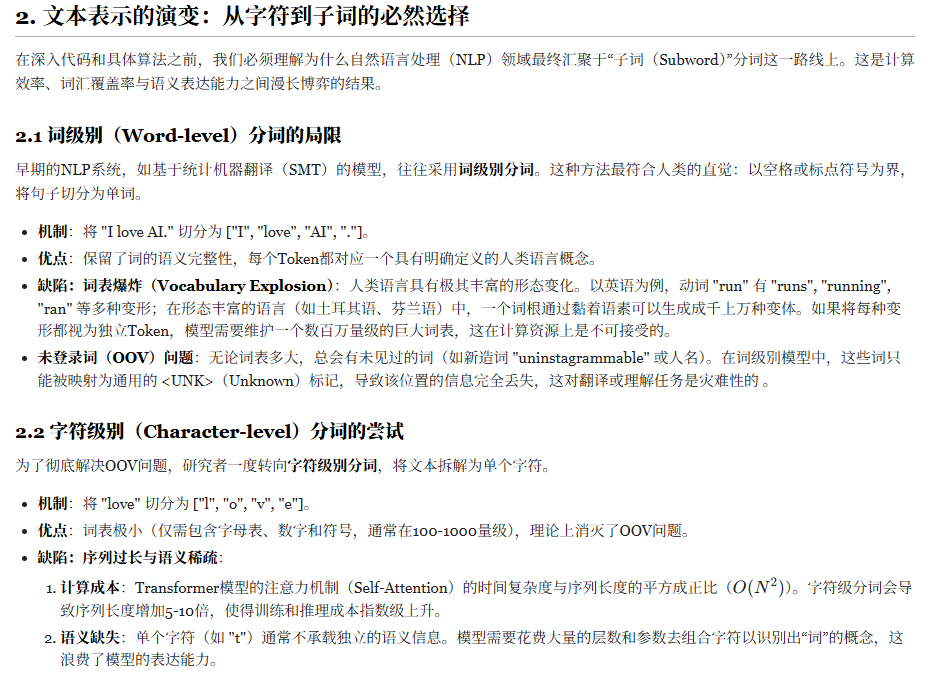 2. 文本表示的演变：从字符到子词的必然选择
在深入代码和具体算法之前，我们必须理解为什么自然语言处理（NLP）领域最终汇聚于“子词（Subword）”分词这一路线上。这是计算
效率、词汇覆盖率与语义表达能力之间漫长博弈的结果。
2.1 词级别（Word-level）分词的局限
早期的NLP系统，如基于统计机器翻译（SMT）的模型，往往采用词级别分词。这种方法最符合人类的直觉：以空格或标点符号为界，
将句子切分为单词。
• 机制：将 "I love AI." 切分为 ["I", "love", "AI", "."]。
• 优点：保留了词的语义完整性，每个Token都对应一个具有明确定义的人类语言概念。
• 缺陷：词表爆炸（Vocabulary Explosion）：人类语言具有极其丰富的形态变化。以英语为例，动词 "run" 有 "runs", "running",
"ran" 等多种变形；在形态丰富的语言（如土耳其语、芬兰语）中，一个词根通过黏着语素可以生成成千上万种变体。如果将每种变
形都视为独立Token，模型需要维护一个数百万量级的巨大词表，这在计算资源上是不可接受的。
• 未登录词（OOV）问题：无论词表多大，总会有未见过的词（如新造词 "uninstagrammable" 或人名）。在词级别模型中，这些词只
能被映射为通用的 <UNK>（Unknown）标记，导致该位置的信息完全丢失，这对翻译或理解任务是灾难性的 。
2.2 字符级别（Character-level）分词的尝试
为了彻底解决OOV问题，研究者一度转向字符级别分词，将文本拆解为单个字符。
• 机制：将 "love" 切分为 ["l", "o", "v", "e"]。
• 优点：词表极小（仅需包含字母表、数字和符号，通常在100-1000量级），理论上消灭了OOV问题。
• 缺陷：序列过长与语义稀疏：
1. 计算成本：Transformer模型的注意力机制（Self-Attention）的时间复杂度与序列长度的平方成正比（O(N²)）。字符级分词会导
致序列长度增加5-10倍，使得训练和推理成本指数级上升。
2. 语义缺失：单个字符（如 "t"）通常不承载独立的语义信息。模型需要花费大量的层数和参数去组合字符以识别出“词”的概念，这
浪费了模型的表达能力。